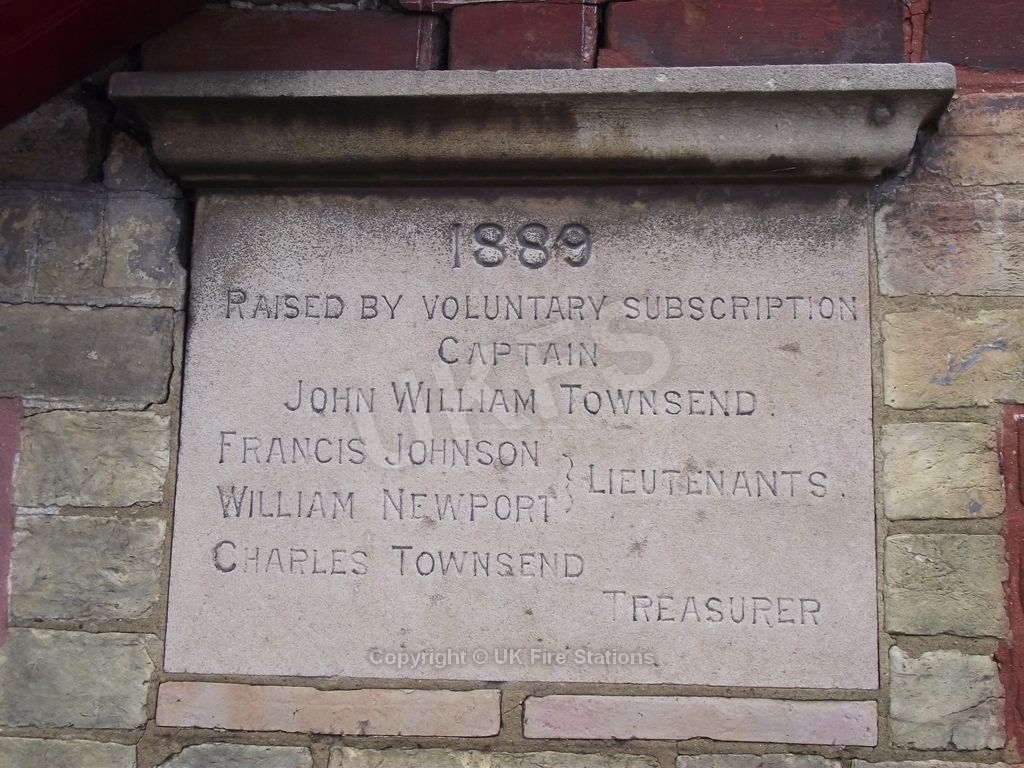 1889
RAISED BY VOLUNTARY SUBSCRIPTION
CAPTAIN
JOHN WILLIAM TOWNSEND.
FRANCIS JOHNSON
WILLIAM NEWPORT } LIEUTENANTS.
CHARLES TOWNSEND
TREASURER
UKFS
Copyright © UK Fire Stations